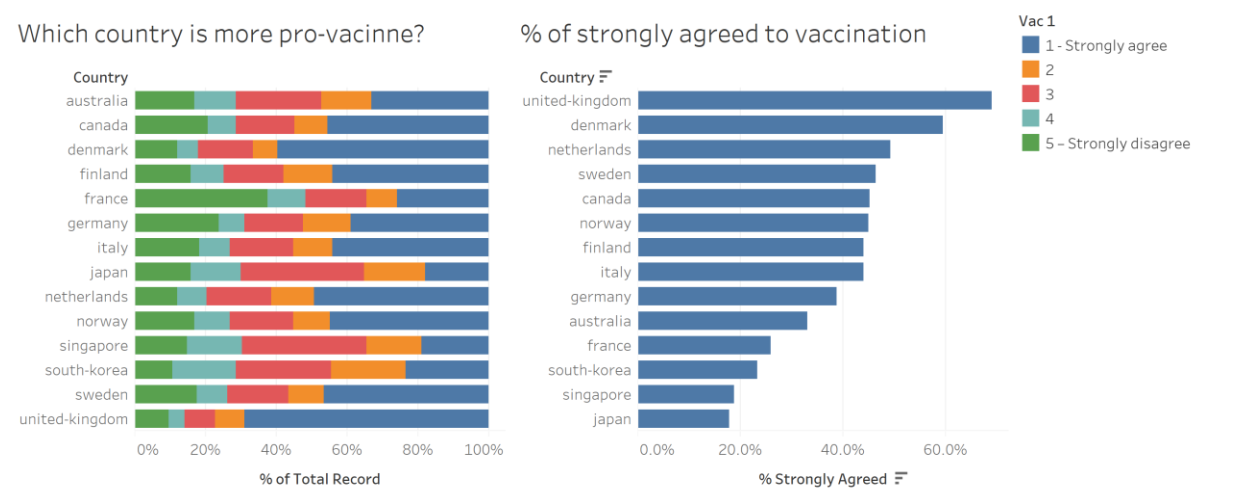 Which country is more pro-vacinne?
Country
australia
canada
denmark
finland
france
germany
italy
japan
netherlands
norway
singapore
south-korea
sweden
united-kingdom
0%
20%
40%
60%
80%
100%
% of Total Record
% of strongly agreed to vaccination
Country
united-kingdom
denmark
netherlands
sweden
canada
norway
finland
italy
germany
australia
france
south-korea
singapore
japan
0.0%
20.0%
40.0%
60.0%
% Strongly Agreed
Vac 1
1 - Strongly agree
2
3
4
5 – Strongly disagree